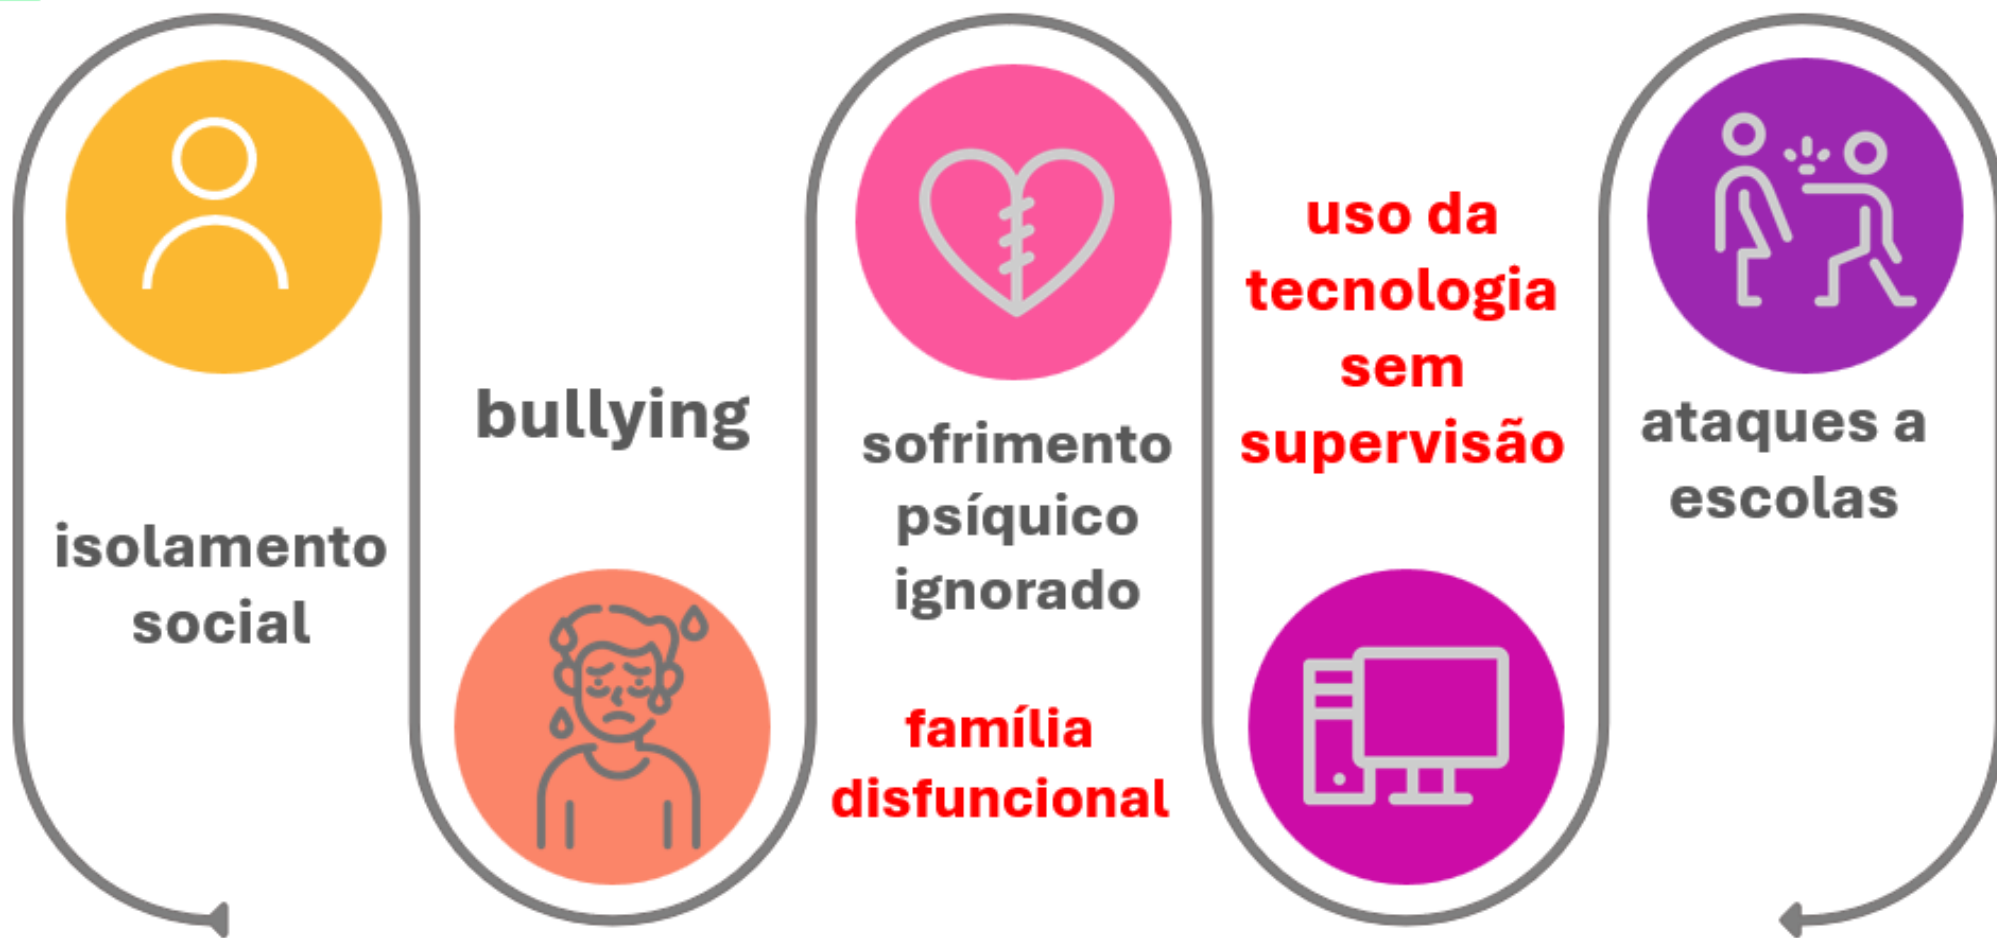 isolamento
social
bullying
sofrimento
psíquico
ignorado
família
disfuncional
uso da
tecnologia
sem
supervisão
ataques a
escolas